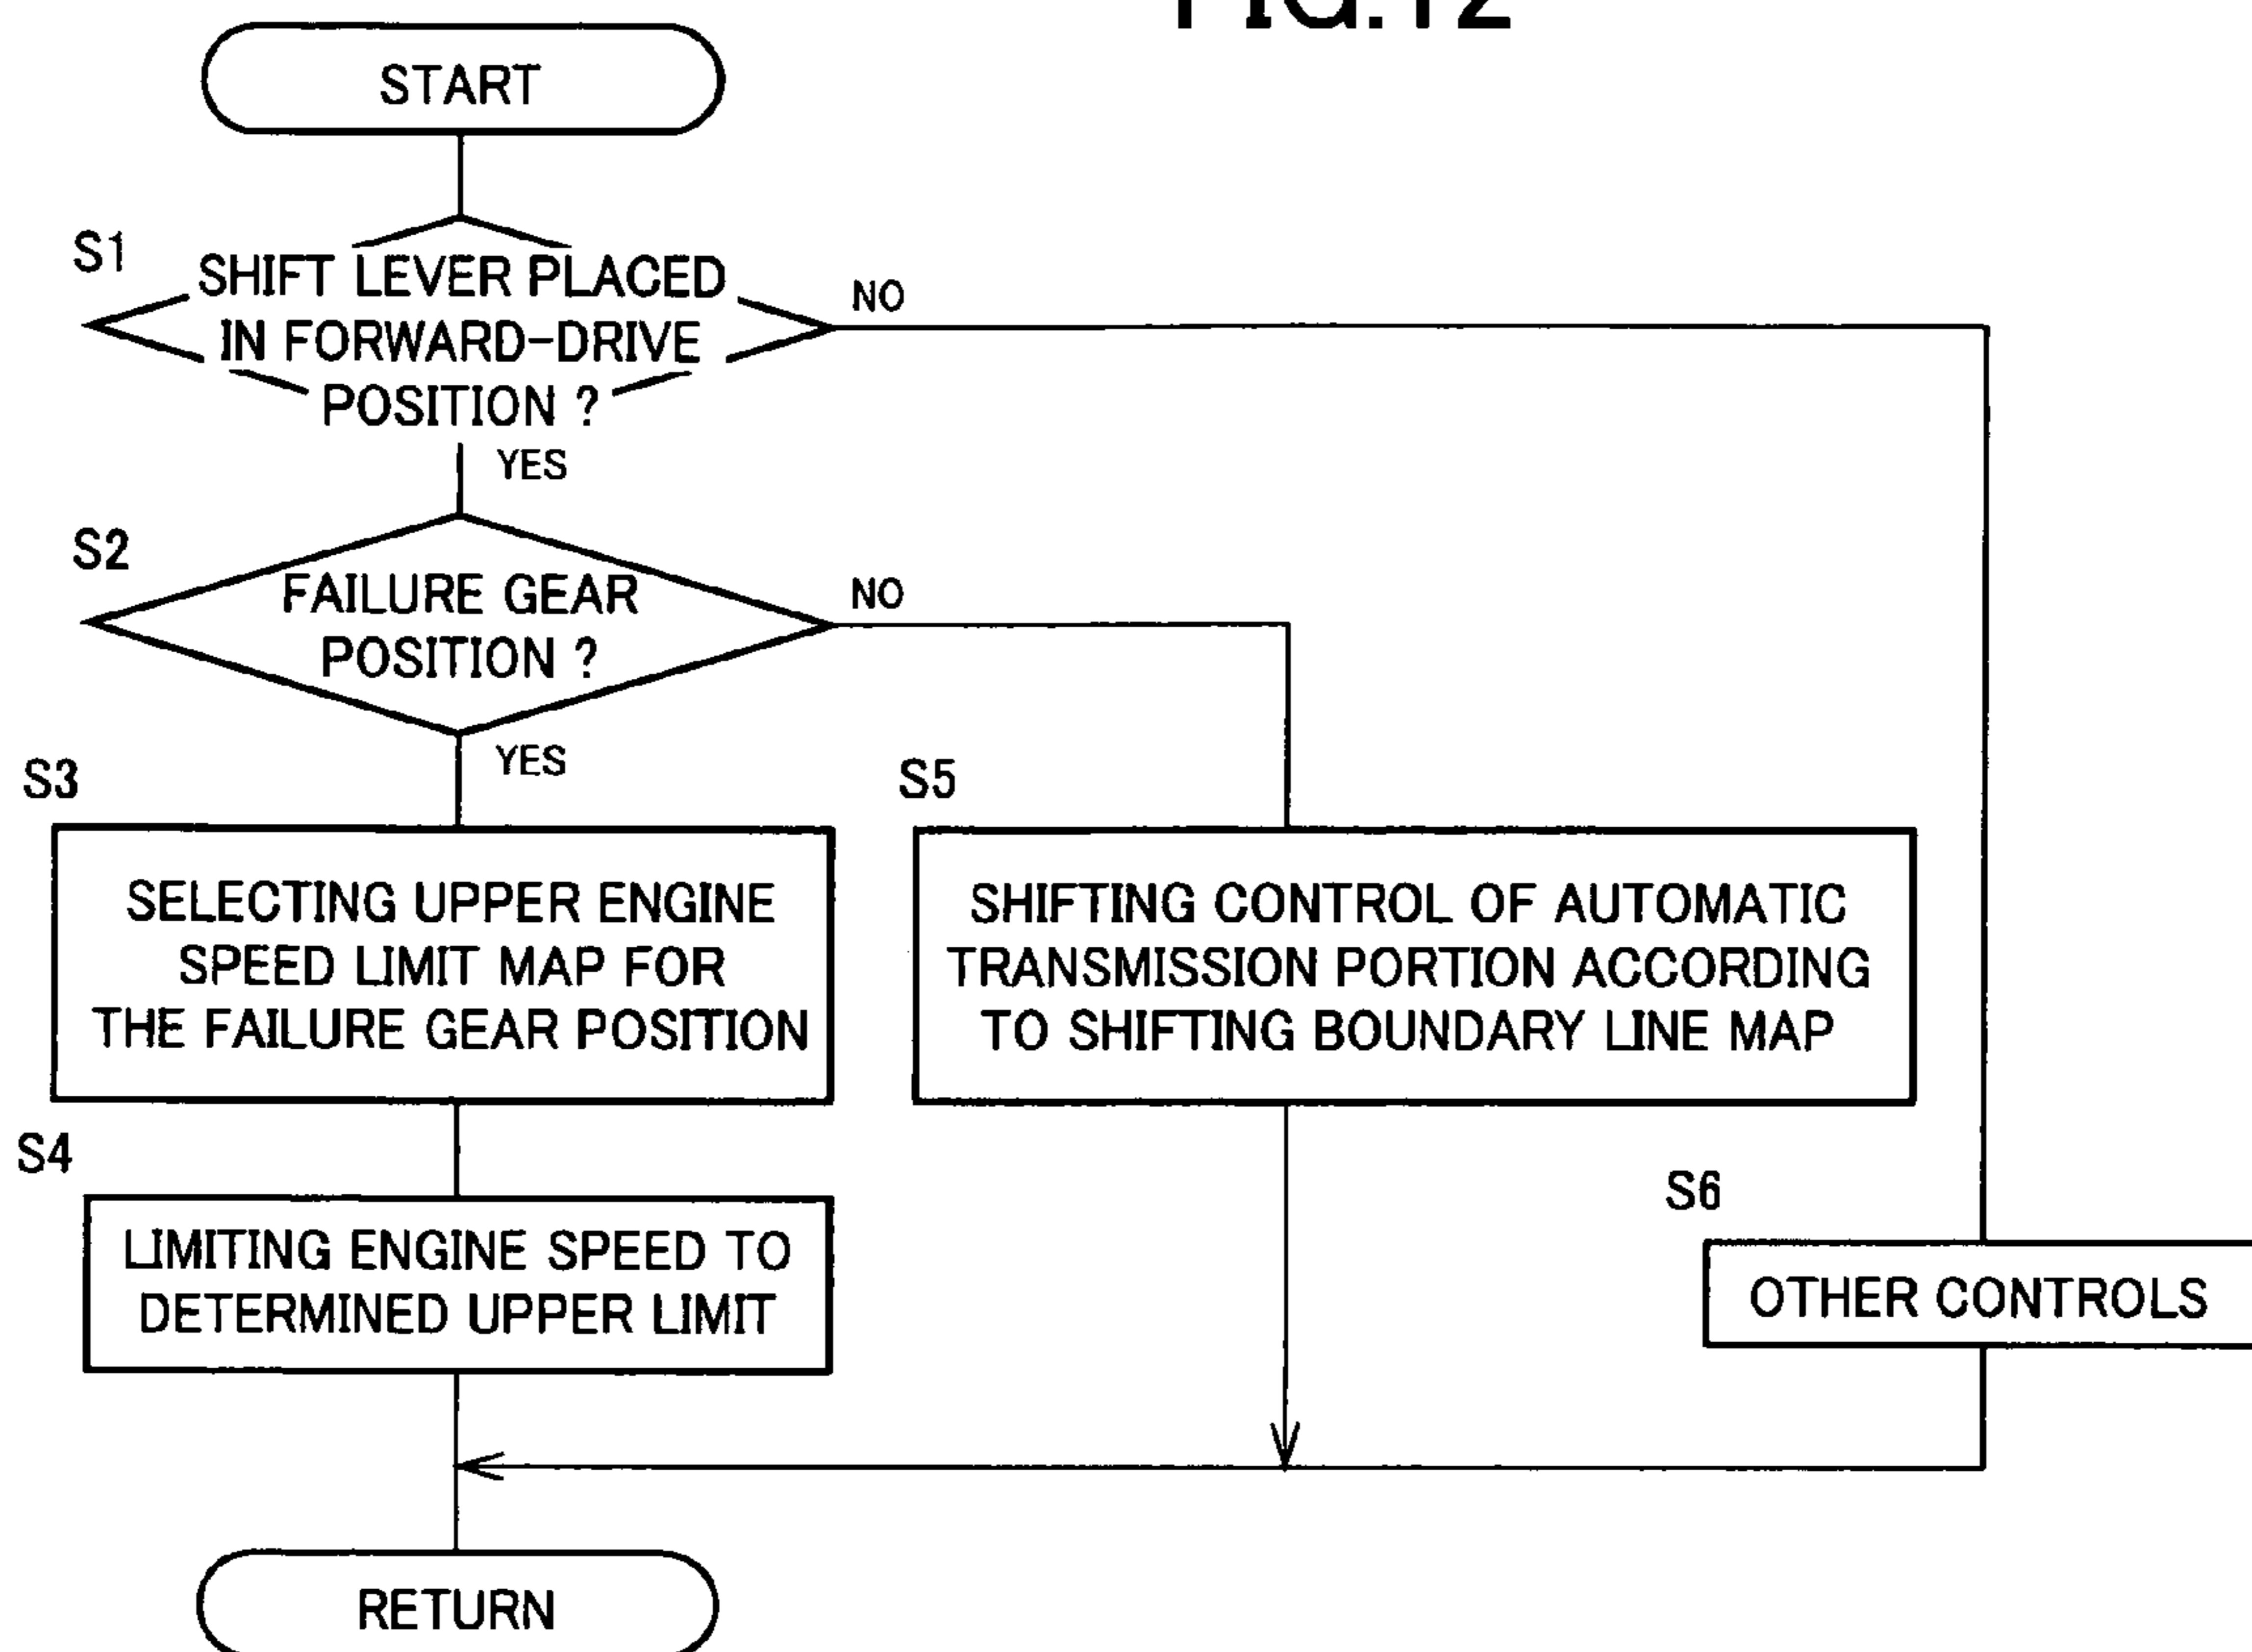 FIG.12
START
S1
SHIFT LEVER PLACED
IN FORWARD-DRIVE
POSITION ?
NO
YES
S2
FAILURE GEAR
POSITION ?
NO
YES
S3
SELECTING UPPER ENGINE
SPEED LIMIT MAP FOR
THE FAILURE GEAR POSITION
S5
SHIFTING CONTROL OF AUTOMATIC
TRANSMISSION PORTION ACCORDING
TO SHIFTING BOUNDARY LINE MAP
S4
LIMITING ENGINE SPEED TO
DETERMINED UPPER LIMIT
S6
OTHER CONTROLS
RETURN